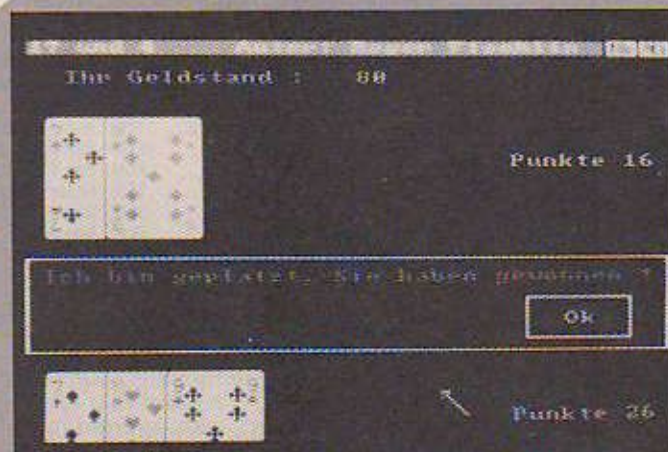 Ihr Geldstand : 80
Punkte 16
Ich bin geplatzt. Sie haben gewonnen !
Ok
Punkte 26